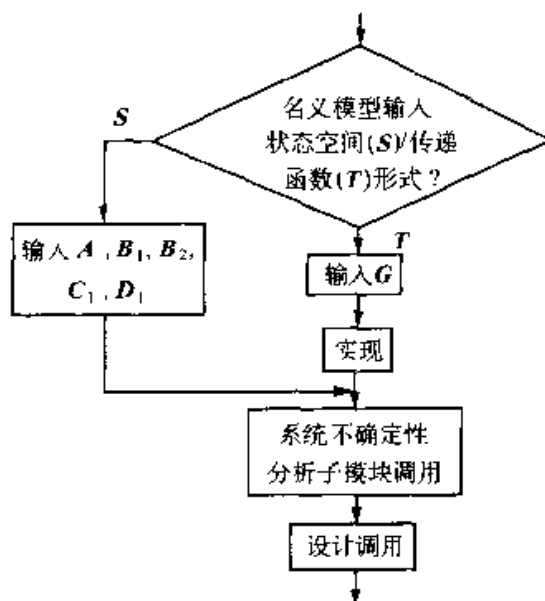 名义模型输入
状态空间(S)/传递
函数(T)形式?
S
T
输入 A, B₁, B₂,
C₁, D₁
输入G
实现
系统不确定性
分析子模块调用
设计调用